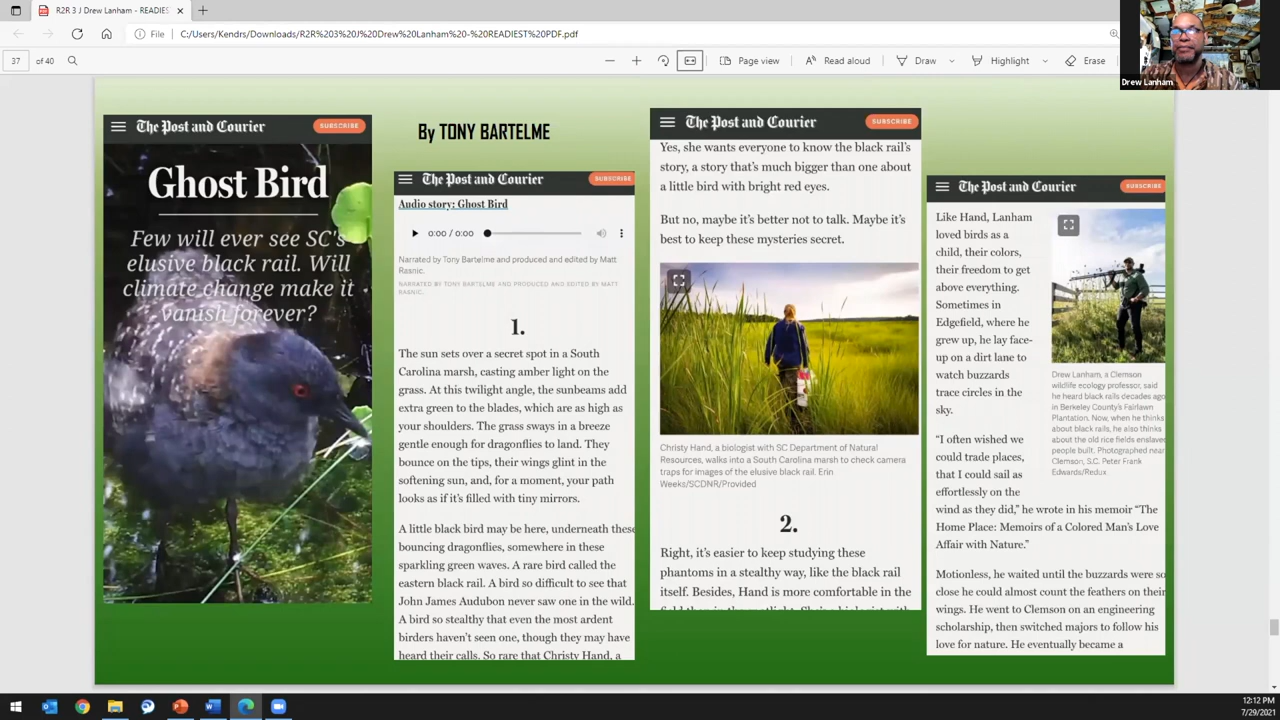 R2R 3 J Drew Lanham - READIES
File
C:/Users/Kendrs/Downloads/R2R%203%20J%20Drew%20Lanham%20-%20READIEST%20PDF.pdf
37 of 40
Page view
Read aloud
Draw
Highlight
Erase
Drew Lanham
The Post and Courier
SUBSCRIBE
Ghost Bird
Few will ever see SC's
elusive black rail. Will
climate change make it
vanish forever?
By TONY BARTELME
The Post and Courier
SUBSCRIBE
Audio story: Ghost Bird
0:00 / 0:00
Narrated by Tony Bartelme and produced and edited by Matt
Rasnic.
NARRATED BY TONY BARTELME AND PRODUCED AND EDITED BY MATT
RASNIC.
1.
The sun sets over a secret spot in a South
Carolina marsh, casting amber light on the
grass. At this twilight angle, the sunbeams add
extra green to the blades, which are as high as
your shoulders. The grass sways in a breeze
gentle enough for dragonflies to land. They
bounce on the tips, their wings glint in the
softening sun, and, for a moment, your path
looks as if it's filled with tiny mirrors.
A little black bird may be here, underneath these
bouncing dragonflies, somewhere in these
sparkling green waves. A rare bird called the
eastern black rail. A bird so difficult to see that
John James Audubon never saw one in the wild.
A bird so stealthy that even the most ardent
birders haven't seen one, though they may have
heard their calls. So rare that Christy Hand, a
The Post and Courier
SUBSCRIBE
Yes, she wants everyone to know the black rail's
story, a story that's much bigger than one about
a little bird with bright red eyes.
But no, maybe it's better not to talk. Maybe it's
best to keep these mysteries secret.
Christy Hand, a biologist with SC Department of Natural
Resources, walks into a South Carolina marsh to check camera
traps for images of the elusive black rail. Erin
Weeks/SCDNR/Provided
2.
Right, it's easier to keep studying these
phantoms in a stealthy way, like the black rail
itself. Besides, Hand is more comfortable in the
The Post and Courier
SUBSCRIBE
Like Hand, Lanham
loved birds as a
child, their colors,
their freedom to get
above everything.
Sometimes in
Edgefield, where he
grew up, he lay face-
up on a dirt lane to
watch buzzards
trace circles in the
sky.
"I often wished we
could trade places,
that I could sail as
effortlessly on the
wind as they did," he wrote in his memoir "The
Home Place: Memoirs of a Colored Man's Love
Affair with Nature."
Drew Lanham, a Clemson
wildlife ecology professor, said
he heard black rails decades ago
in Berkeley County's Fairlawn
Plantation. Now, when he thinks
about black rails, he also thinks
about the old rice fields enslaved
people built. Photographed near
Clemson, S.C. Peter Frank
Edwards/Redux
Motionless, he waited until the buzzards were so
close he could almost count the feathers on their
wings. He went to Clemson on an engineering
scholarship, then switched majors to follow his
love for nature. He eventually became a
12:12 PM
7/29/2021